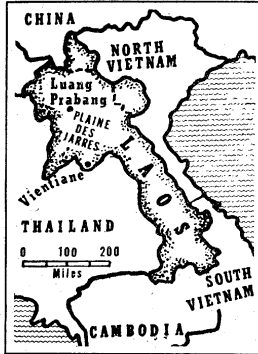 CHINA
NORTH
VIETNAM
Luang
Prabang
PLAINE
DES
JARRES
LAOS
Vientiane
THAILAND
0 100 200
Miles
SOUTH
VIETNAM
CAMBODIA